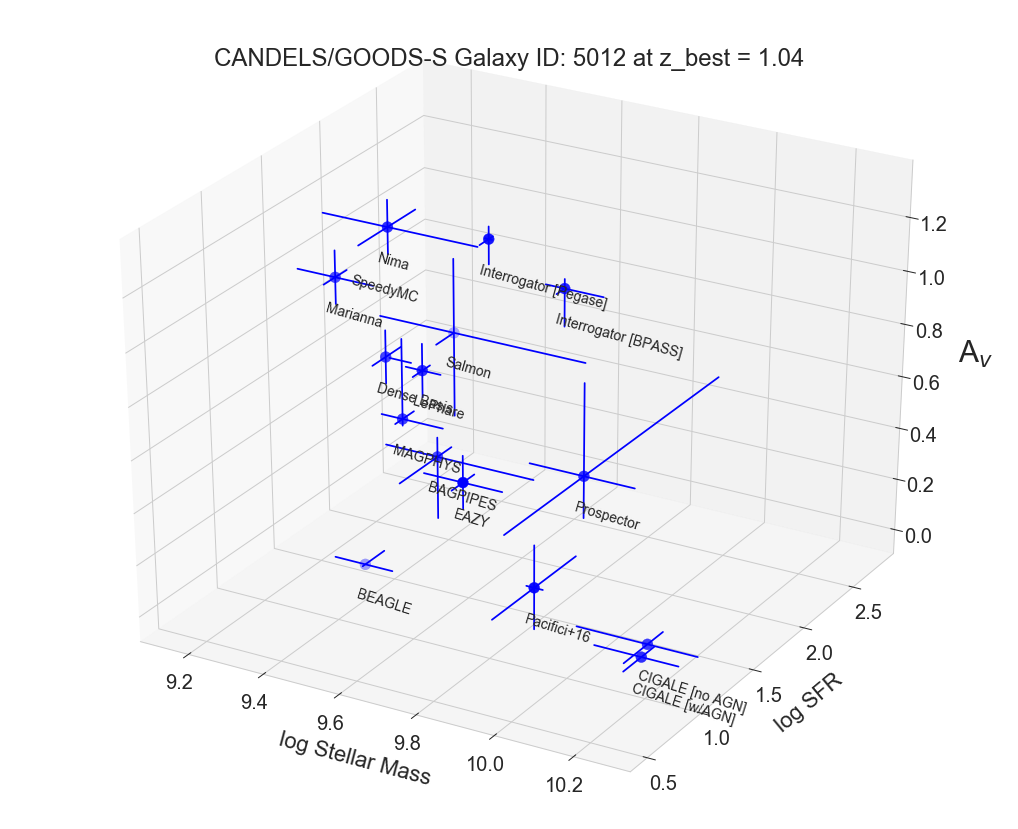 CANDELS/GOODS-S Galaxy ID: 5012 at z_best = 1.04
Nima
SpeedyMC
Marianna
Interrogator [Pegase]
Interrogator [BPASS]
Salmon
Dense Basis
LePhare
MAGPHYS
BAGPIPES
EAZY
Prospector
BEAGLE
Pacifici+16
CIGALE [no AGN]
CIGALE [w/AGN]
1.2
1.0
0.8
0.6
0.4
0.2
0.0
A_v
9.2
9.4
9.6
9.8
10.0
10.2
log Stellar Mass
0.5
1.0
1.5
2.0
2.5
log SFR